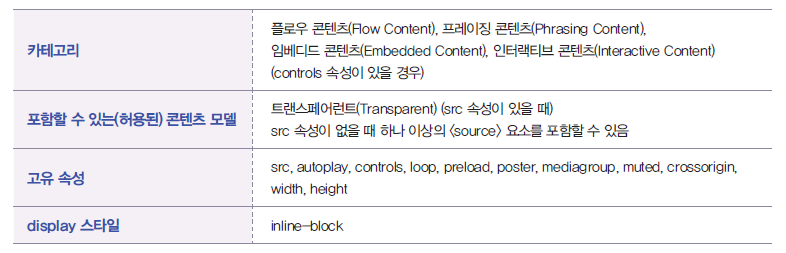 카테고리
플로우 콘텐츠(Flow Content), 프레이징 콘텐츠(Phrasing Content),
임베디드 콘텐츠(Embedded Content), 인터랙티브 콘텐츠(Interactive Content)
(controls 속성이 있을 경우)
포함할 수 있는(허용된) 콘텐츠 모델
트랜스페어런트(Transparent) (src 속성이 있을 때)
src 속성이 없을 때 하나 이상의 〈source〉 요소를 포함할 수 있음
고유 속성
src, autoplay, controls, loop, preload, poster, mediagroup, muted, crossorigin,
width, height
display 스타일
inline-block